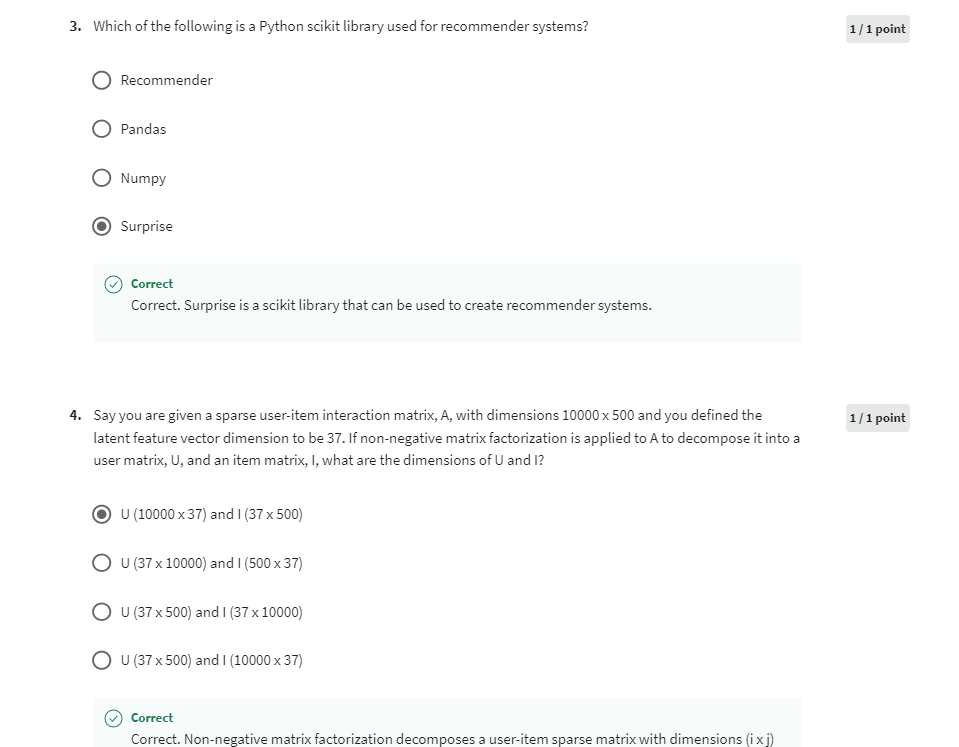 3. Which of the following is a Python scikit library used for recommender systems?
1 / 1 point
Recommender
Pandas
Numpy
Surprise
Correct
Correct. Surprise is a scikit library that can be used to create recommender systems.
4. Say you are given a sparse user-item interaction matrix, A, with dimensions 10000 x 500 and you defined the
1 / 1 point
latent feature vector dimension to be 37. If non-negative matrix factorization is applied to A to decompose it into a
user matrix, U, and an item matrix, I, what are the dimensions of U and I?
U (10000 x 37) and I (37 x 500)
U (37 x 10000) and I (500 x 37)
U (37 x 500) and I (37 x 10000)
U (37 x 500) and I (10000 x 37)
Correct
Correct. Non-negative matrix factorization decomposes a user-item sparse matrix with dimensions (i x j)